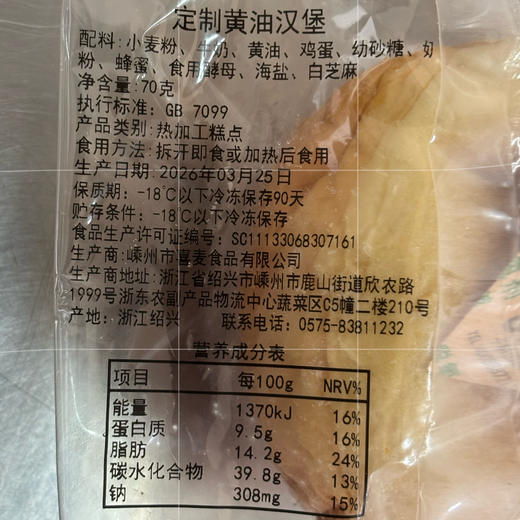 定制黄油汉堡
配料：小麦粉、牛奶、黄油、鸡蛋、幼砂糖、奶
粉、蜂蜜、食用酵母、海盐、白芝麻
净含量：70克
执行标准：GB 7099
产品类别：热加工糕点
食用方法：拆开即食或加热后食用
生产日期：2026年03月25日
保质期：-18℃以下冷冻保存90天
贮存条件：-18℃以下冷冻保存
食品生产许可证编号：SC11133068307161
生产商：嵊州市喜麦食品有限公司
生产商地址：浙江省绍兴市嵊州市鹿山街道欣农路
1999号浙东农副产品物流中心蔬菜区C5幢二楼210号
产地：浙江绍兴 联系电话：0575-83811232
营养成分表
项目 每100g NRV%
能量 1370kJ 16%
蛋白质 9.5g 16%
脂肪 14.2g 24%
碳水化合物 39.8g 13%
钠 308mg 15%